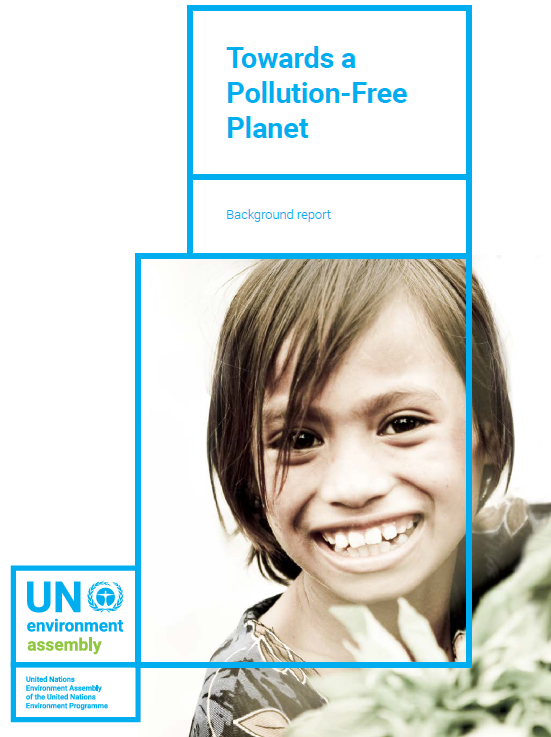 Towards a
Pollution-Free
Planet
Background report
UN
environment
assembly
United Nations
Environment Assembly
of the United Nations
Environment Programme